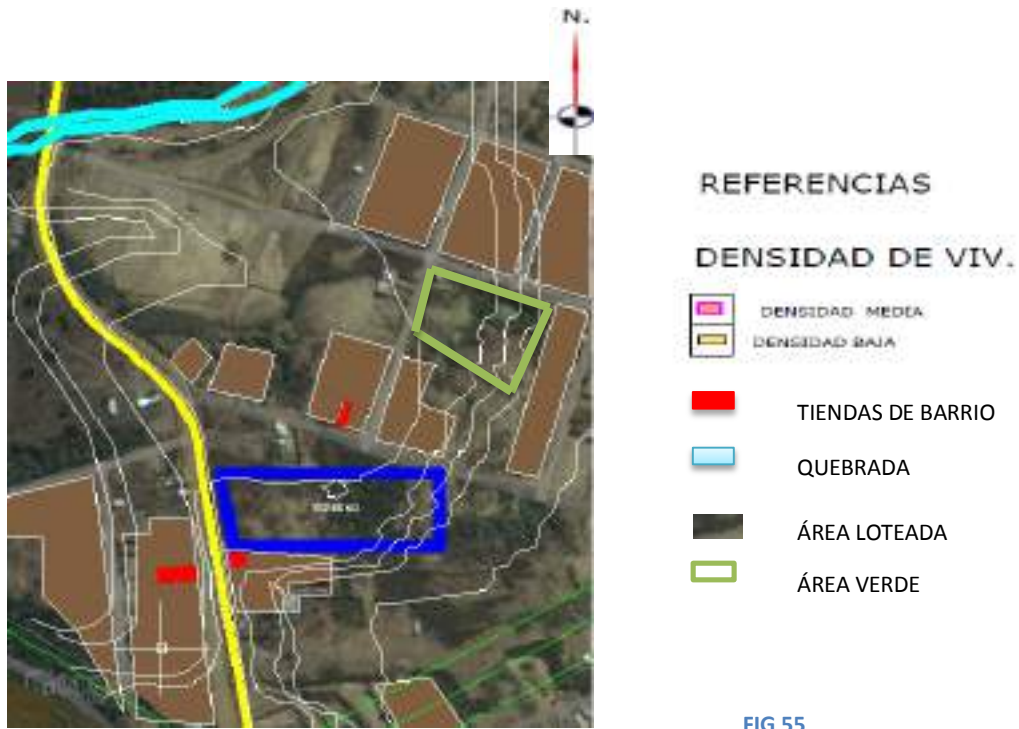 N.
REFERENCIAS
DENSIDAD DE VIV.
DENSIDAD MEDIA
DENSIDAD BAJA
TIENDAS DE BARRIO
QUEBRADA
ÁREA LOTEADA
ÁREA VERDE
FIG 55